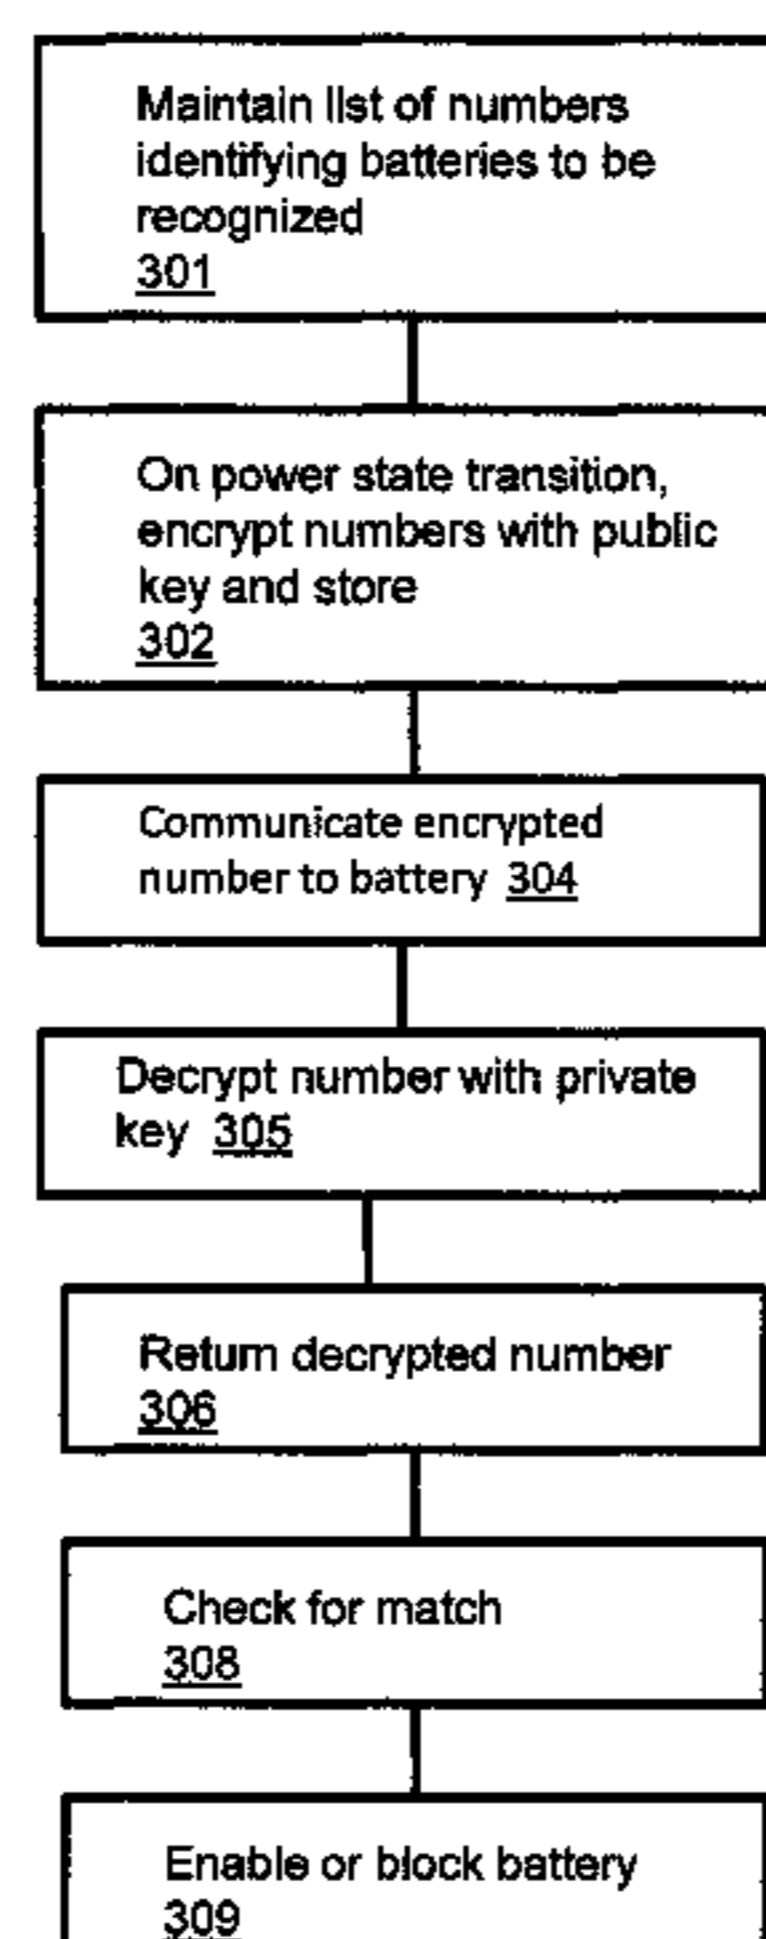 Maintain list of numbers
identifying batteries to be
recognized
301
On power state transition,
encrypt numbers with public
key and store
302
Communicate encrypted
number to battery 304
Decrypt number with private
key 305
Return decrypted number
306
Check for match
308
Enable or block battery
309